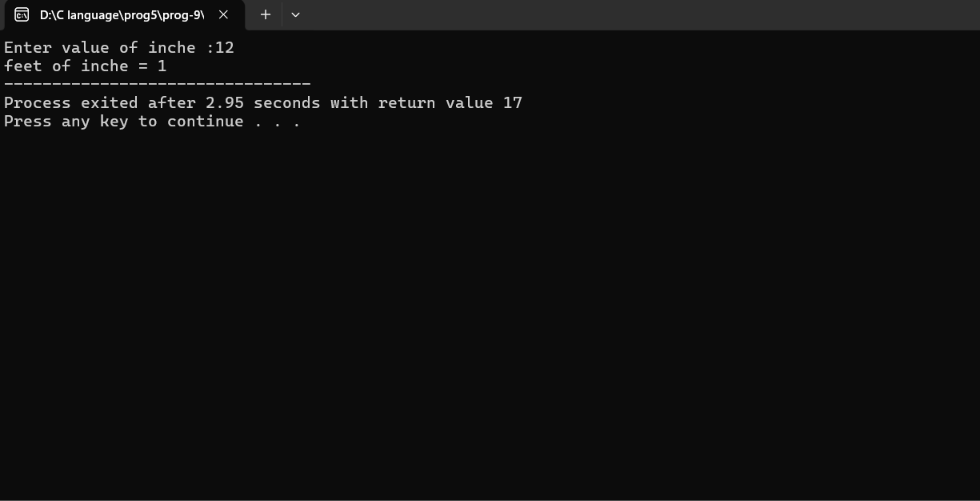 D:\C language\prog5\prog-9\
Enter value of inche :12
feet of inche = 1
--------------------------------
Process exited after 2.95 seconds with return value 17
Press any key to continue . . .